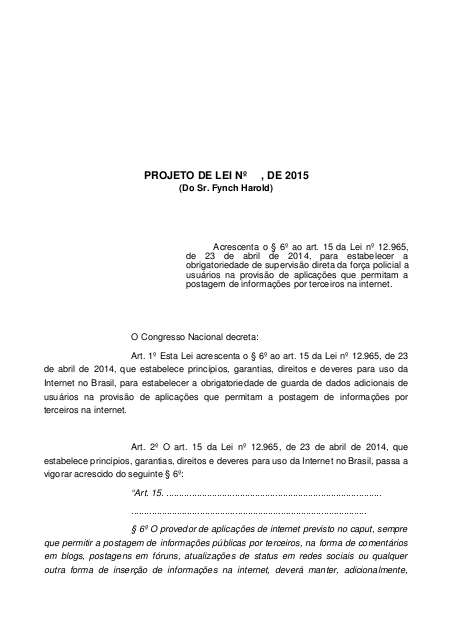 PROJETO DE LEI Nº , DE 2015
(Do Sr. Fynch Harold)
Acrescenta o § 6º ao art. 15 da Lei nº 12.965,
de 23 de abril de 2014, para estabelecer a
obrigatoriedade de supervisão direta da força policial a
usuários na provisão de aplicações que permitam a
postagem de informações por terceiros na internet.
O Congresso Nacional decreta:
Art. 1º Esta Lei acrescenta o § 6º ao art. 15 da Lei nº 12.965, de 23
de abril de 2014, que estabelece princípios, garantias, direitos e deveres para uso da
Internet no Brasil, para estabelecer a obrigatoriedade de guarda de dados adicionais de
usuários na provisão de aplicações que permitam a postagem de informações por
terceiros na internet.
Art. 2º O art. 15 da Lei nº 12.965, de 23 de abril de 2014, que
estabelece princípios, garantias, direitos e deveres para uso da Internet no Brasil, passa a
vigorar acrescido do seguinte § 6º:
“Art. 15. ....................................................................................
............................................................................................
§ 6º O provedor de aplicações de internet previsto no caput, sempre
que permitir a postagem de informações públicas por terceiros, na forma de comentários
em blogs, postagens em fóruns, atualizações de status em redes sociais ou qualquer
outra forma de inserção de informações na internet, deverá manter, adicionalmente,